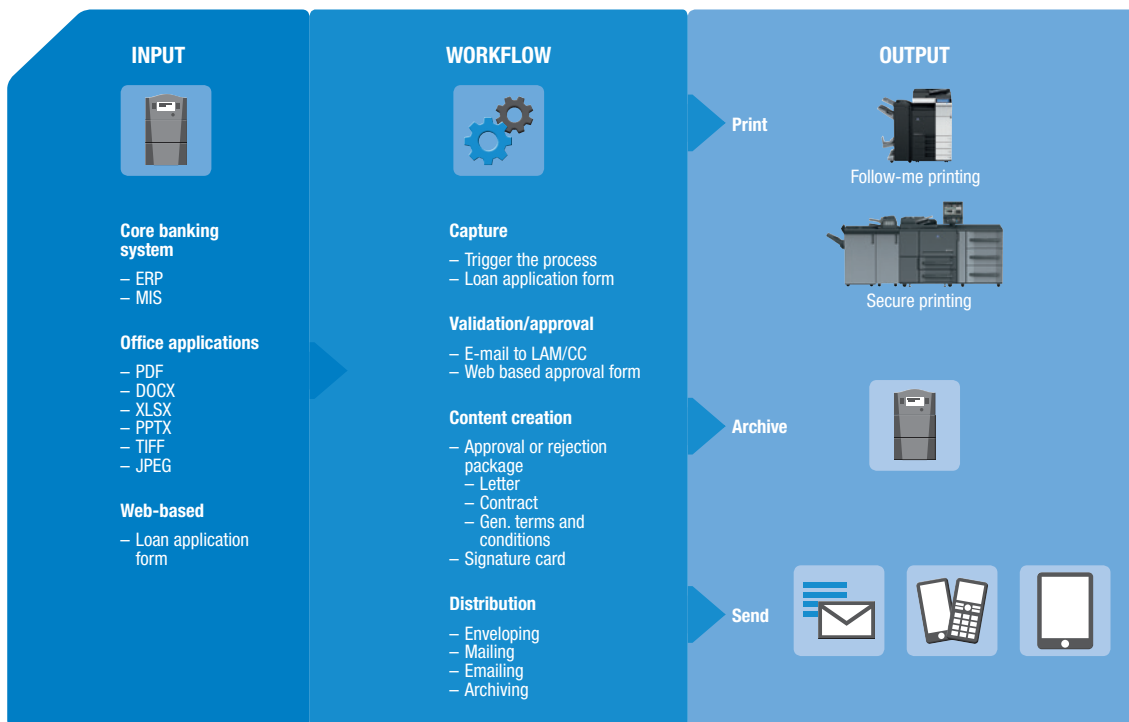 INPUT
Core banking
system
– ERP
– MIS
Office applications
– PDF
– DOCX
– XLSX
– PPTX
– TIFF
– JPEG
Web-based
– Loan application
form
WORKFLOW
Capture
– Trigger the process
– Loan application form
Validation/approval
– E-mail to LAM/CC
– Web based approval form
Content creation
– Approval or rejection
package
– Letter
– Contract
– Gen. terms and
conditions
– Signature card
Distribution
– Enveloping
– Mailing
– Emailing
– Archiving
OUTPUT
Print
Follow-me printing
Secure printing
Archive
Send